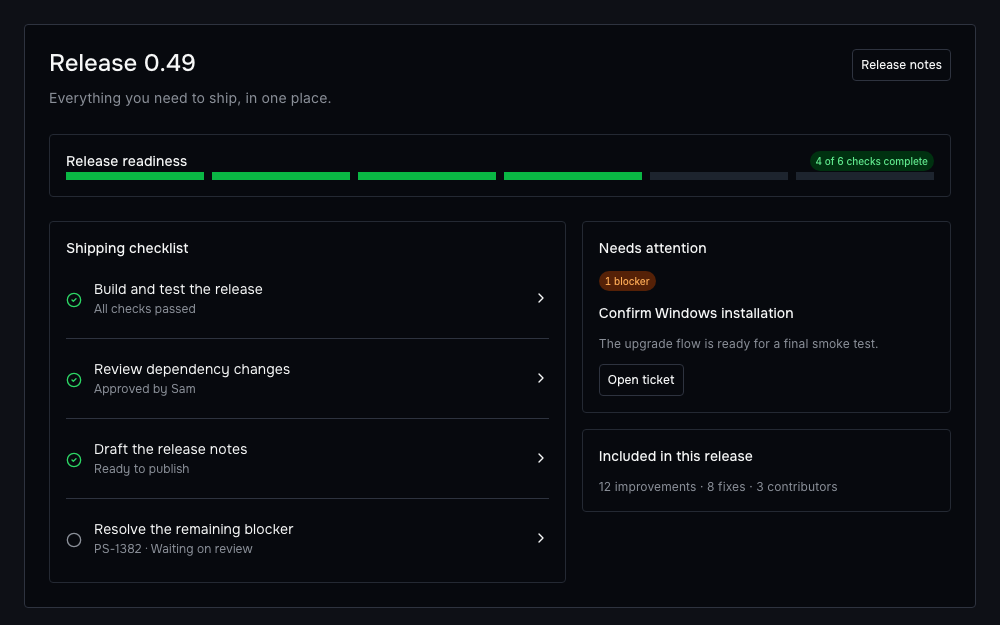 Release 0.49
Release notes
Everything you need to ship, in one place.
Release readiness
4 of 6 checks complete
Shipping checklist
Build and test the release
All checks passed
Review dependency changes
Approved by Sam
Draft the release notes
Ready to publish
Resolve the remaining blocker
PS-1382 · Waiting on review
Needs attention
1 blocker
Confirm Windows installation
The upgrade flow is ready for a final smoke test.
Open ticket
Included in this release
12 improvements · 8 fixes · 3 contributors